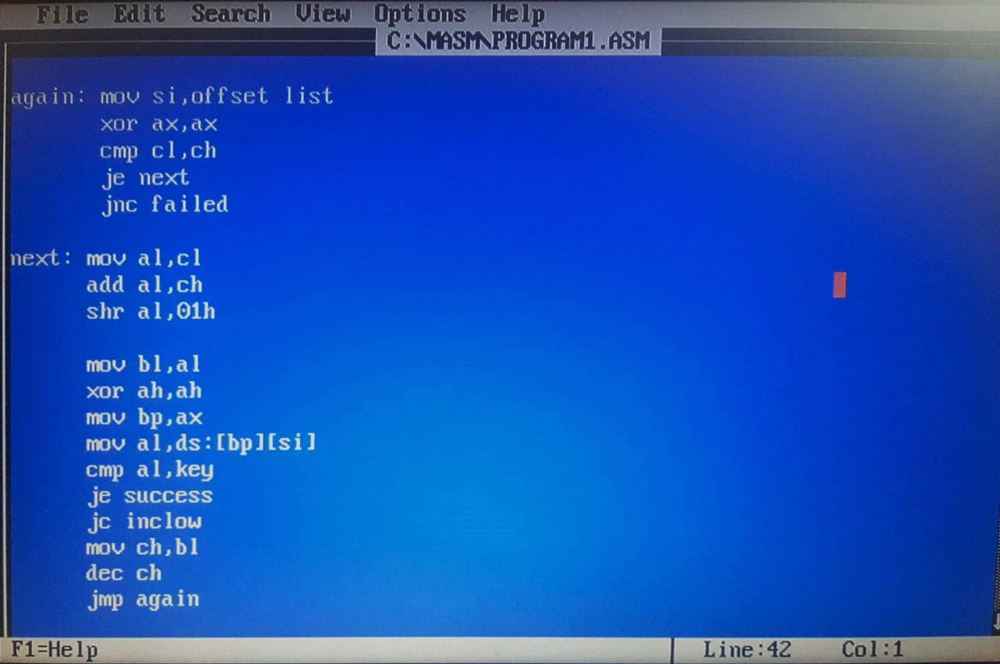 File Edit Search View Options Help
C:\MASM\PROGRAM1.ASM
again: mov si,offset list
xor ax,ax
cmp cl,ch
je next
jnc failed
next: mov al,cl
add al,ch
shr al,01h
mov bl,al
xor ah,ah
mov bp,ax
mov al,ds:[bp][si]
cmp al,key
je success
jc inclow
mov ch,bl
dec ch
jmp again
F1=Help Line:42 Col:1